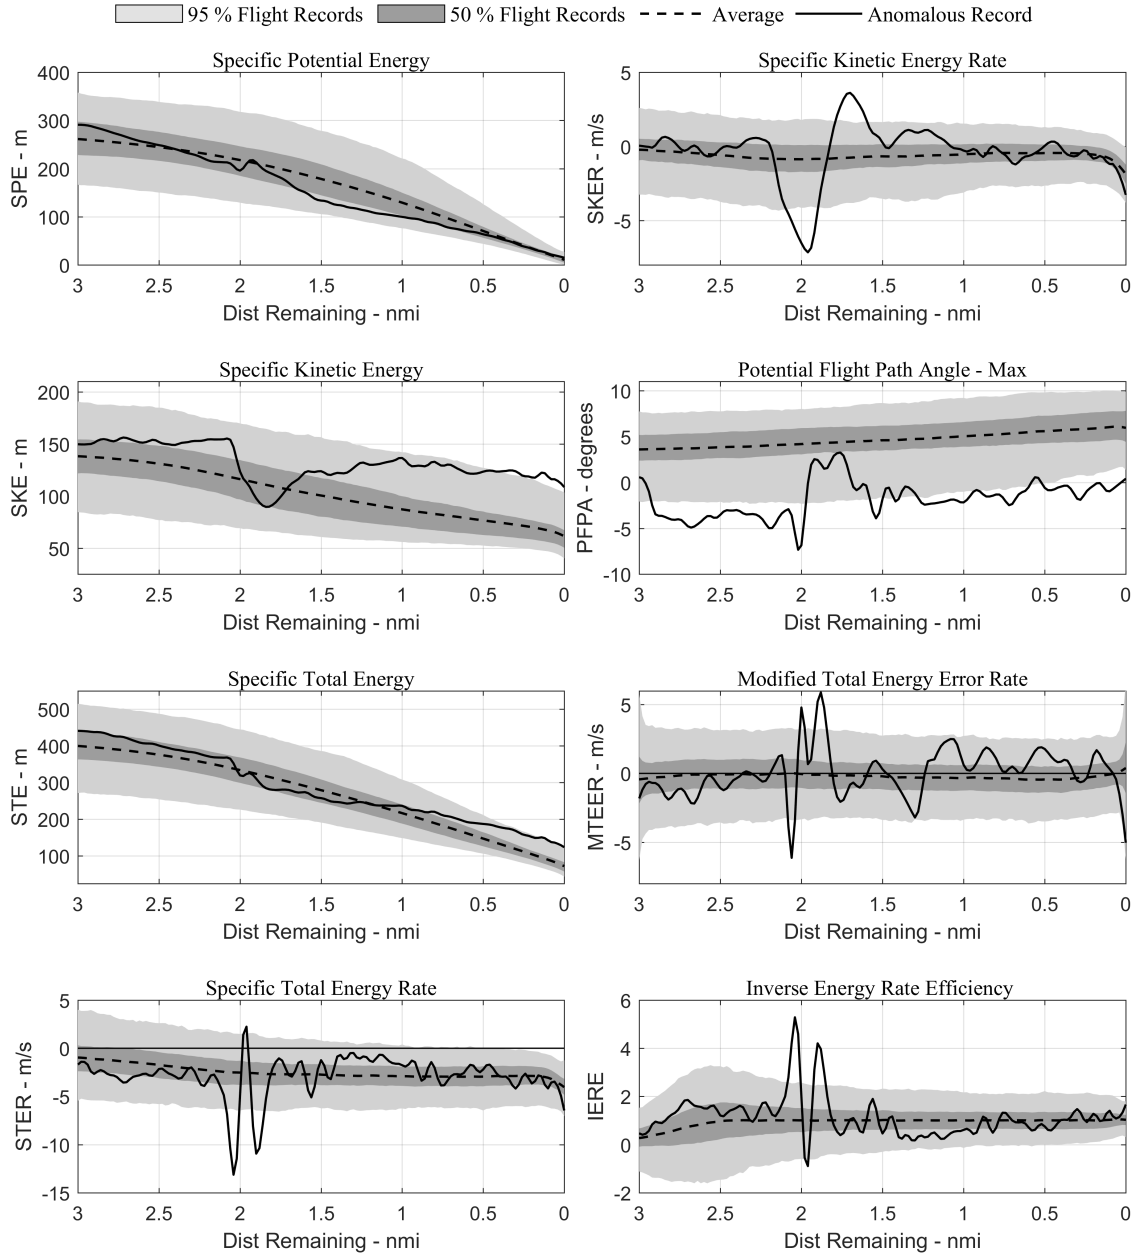 95 % Flight Records 50 % Flight Records Average Anomalous Record
Specific Potential Energy
400
300
200
100
0
SPE - m
3 2.5 2 1.5 1 0.5 0
Dist Remaining - nmi
Specific Kinetic Energy Rate
5
0
-5
SKER - m/s
3 2.5 2 1.5 1 0.5 0
Dist Remaining - nmi
Specific Kinetic Energy
200
150
100
50
SKE - m
3 2.5 2 1.5 1 0.5 0
Dist Remaining - nmi
Potential Flight Path Angle - Max
10
5
0
-5
-10
PFPA - degrees
3 2.5 2 1.5 1 0.5 0
Dist Remaining - nmi
Specific Total Energy
500
400
300
200
100
STE - m
3 2.5 2 1.5 1 0.5 0
Dist Remaining - nmi
Modified Total Energy Error Rate
5
0
-5
MTEER - m/s
3 2.5 2 1.5 1 0.5 0
Dist Remaining - nmi
Specific Total Energy Rate
5
0
-5
-10
-15
STER - m/s
3 2.5 2 1.5 1 0.5 0
Dist Remaining - nmi
Inverse Energy Rate Efficiency
6
4
2
0
-2
IERE
3 2.5 2 1.5 1 0.5 0
Dist Remaining - nmi